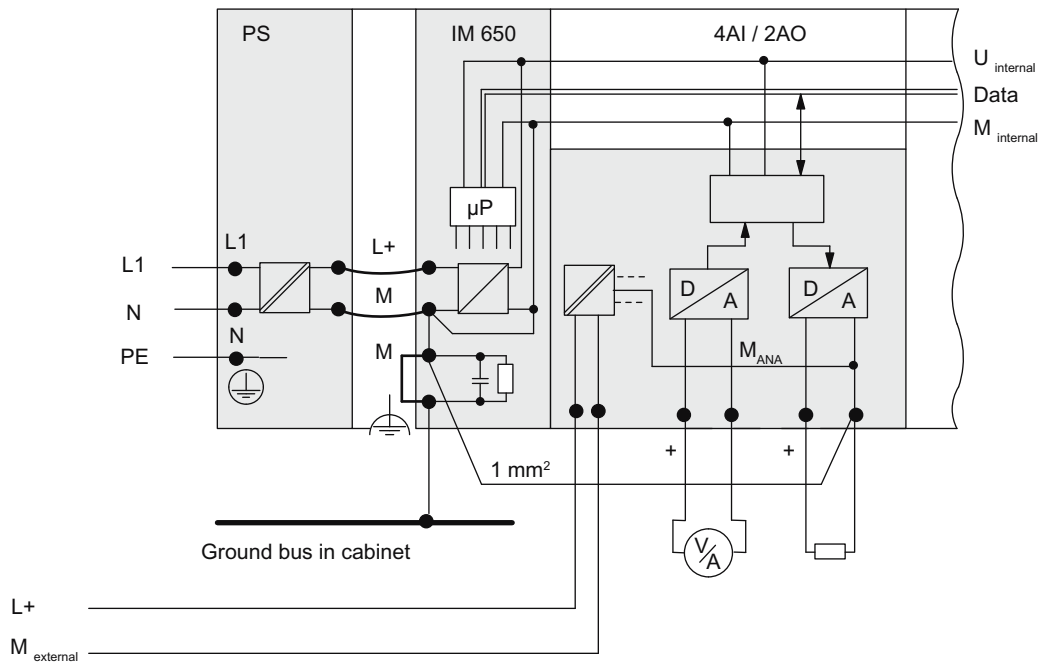 PS
IM 650
4AI / 2AO
U internal
Data
M internal
µP
L1
L+
L1
N
M
D
A
D
A
N
PE
M
M ANA
+
+
1 mm²
Ground bus in cabinet
V/A
L+
M external